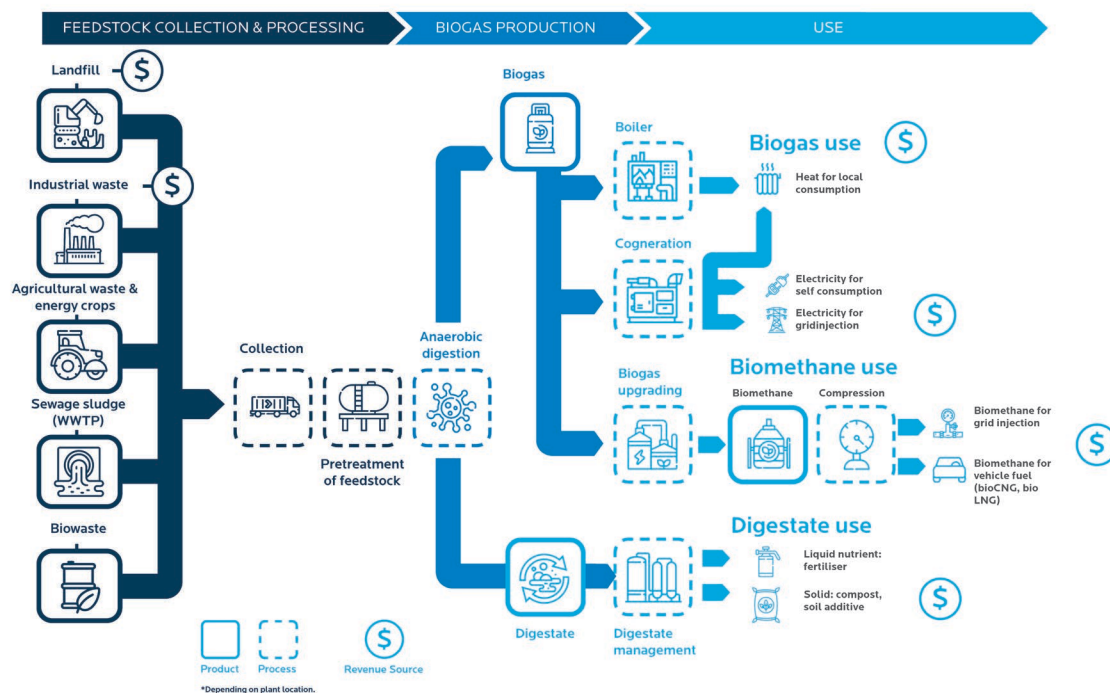 FEEDSTOCK COLLECTION & PROCESSING
BIOGAS PRODUCTION
USE
Landfill
$
Industrial waste
$
Agricultural waste &
energy crops
Sewage sludge
(WWTP)
Biowaste
Collection
Pretreatment
of feedstock
Anaerobic
digestion
Biogas
Boiler
Biogas use
$
Heat for local
consumption
Cogneration
Electricity for
self consumption
Electricity for
gridinjection
$
Biogas
upgrading
Biomethane use
Biomethane
Compression
Biomethane for
grid injection
Biomethane for
vehicle fuel
(bioCNG, bio
LNG)
$
Digestate use
Digestate
Digestate
management
Liquid nutrient:
fertiliser
Solid: compost,
soil additive
$
Product
Process
$
Revenue Source
*Depending on plant location.